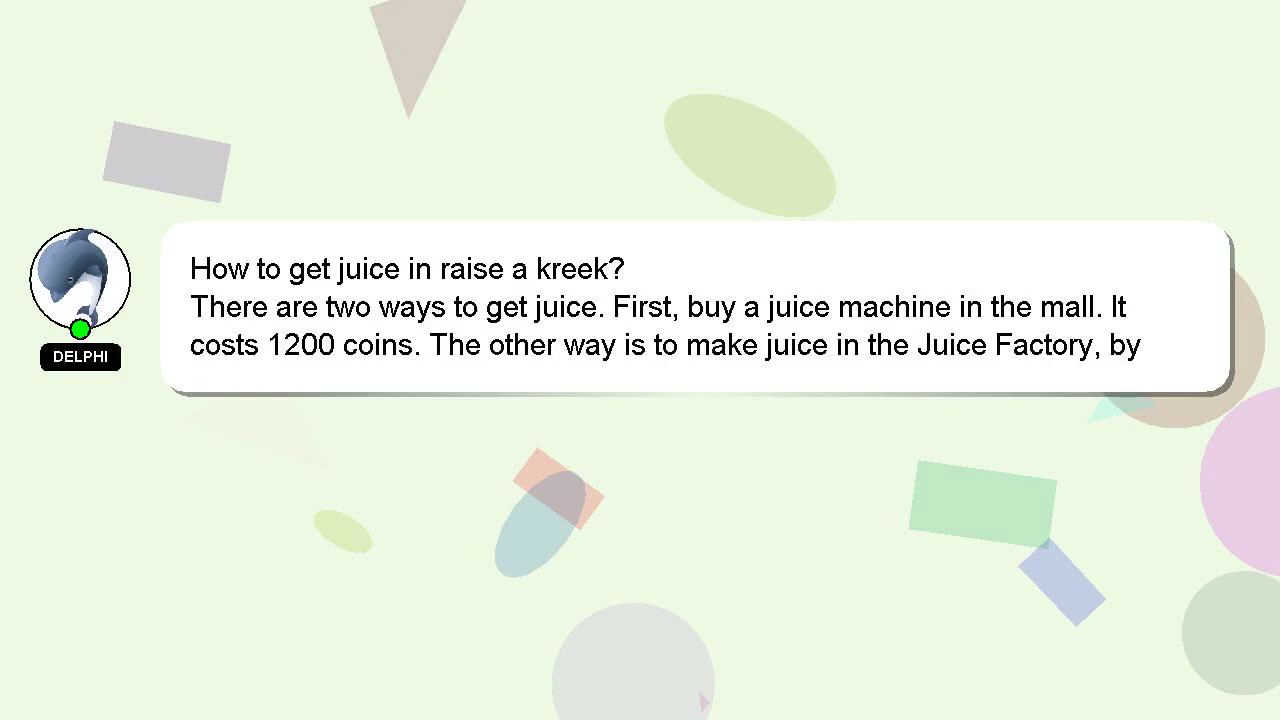 How to get juice in raise a kreek?
There are two ways to get juice. First, buy a juice machine in the mall. It
costs 1200 coins. The other way is to make juice in the Juice Factory, by
DELPHI